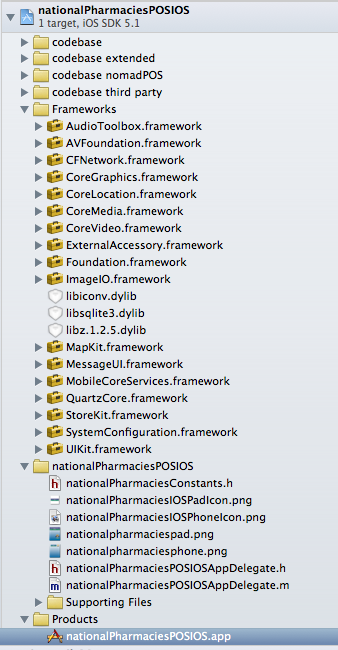 nationalPharmaciesPOSIOS
1 target, iOS SDK 5.1
codebase
codebase extended
codebase nomadPOS
codebase third party
Frameworks
AudioToolbox.framework
AVFoundation.framework
CFNetwork.framework
CoreGraphics.framework
CoreLocation.framework
CoreMedia.framework
CoreVideo.framework
ExternalAccessory.framework
Foundation.framework
ImageIO.framework
libiconv.dylib
libsqlite3.dylib
libz.1.2.5.dylib
MapKit.framework
MessageUI.framework
MobileCoreServices.framework
QuartzCore.framework
StoreKit.framework
SystemConfiguration.framework
UIKit.framework
nationalPharmaciesPOSIOS
h nationalPharmaciesConstants.h
nationalPharmaciesIOSPadIcon.png
nationalPharmaciesIOSPhoneIcon.png
nationalpharmaciespad.png
nationalpharmaciesphone.png
h nationalPharmaciesPOSIOSAppDelegate.h
m nationalPharmaciesPOSIOSAppDelegate.m
Supporting Files
Products
nationalPharmaciesPOSIOS.app